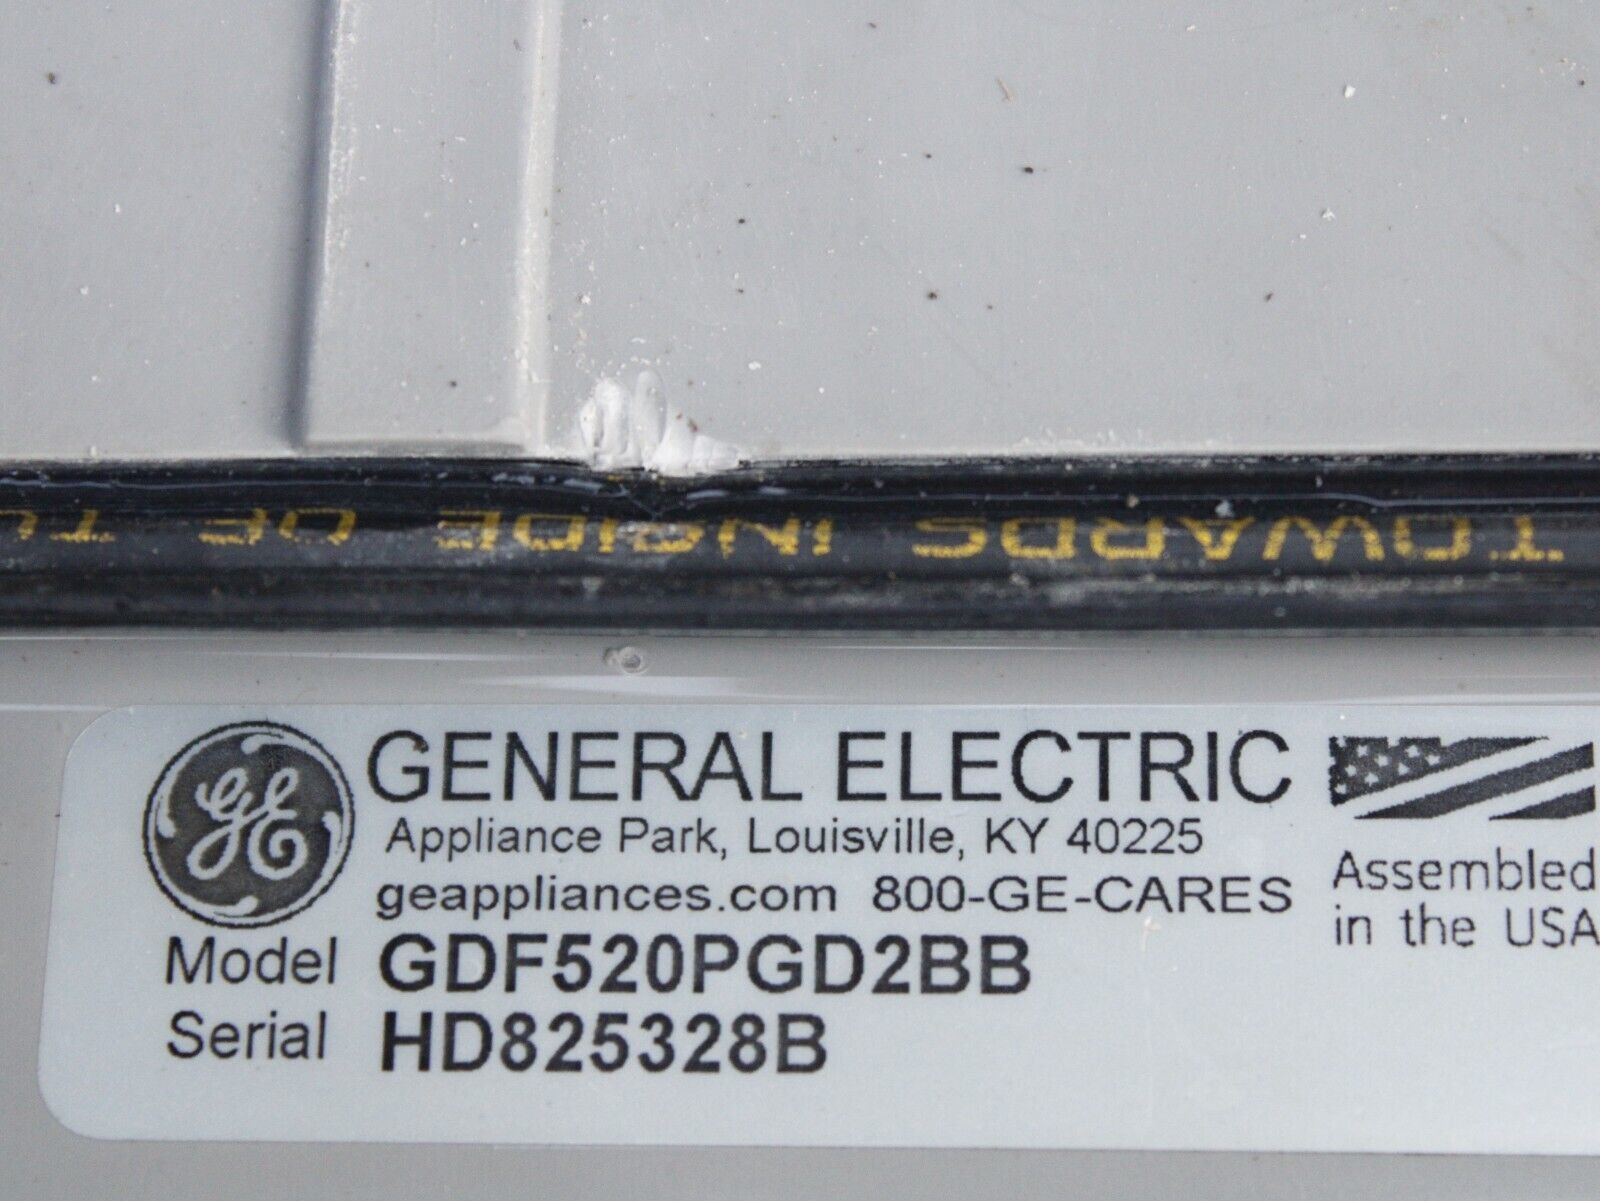 TOWARDS INSIDE OF TU
GE
GENERAL ELECTRIC
Appliance Park, Louisville, KY 40225
geappliances.com 800-GE-CARES
Model GDF520PGD2BB
Serial HD825328B
Assembled
in the USA